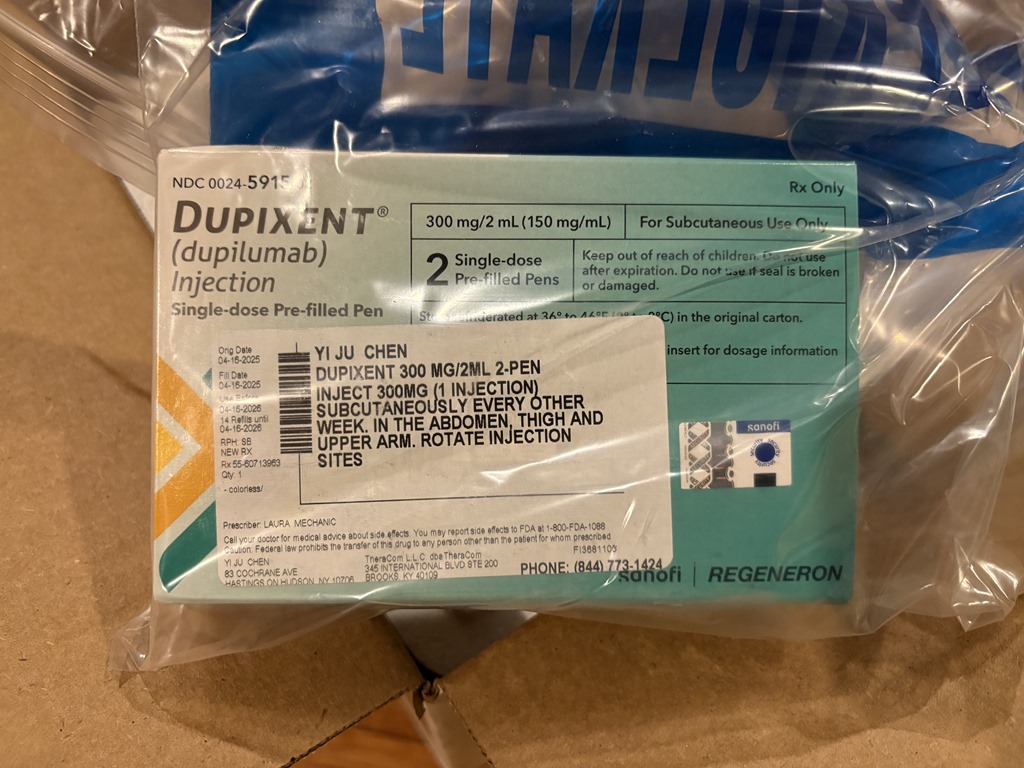 NDC 0024-5915
Rx Only
DUPIXENT®
(dupilumab)
Injection
Single-dose Pre-filled Pen
300 mg/2 mL (150 mg/mL)
For Subcutaneous Use Only
2 Single-dose
Pre-filled Pens
Keep out of reach of children. Do not use
after expiration. Do not use if seal is broken
or damaged.
at 36° to 46°F in the original carton.
insert for dosage information
Orig Date
04-16-2025
Fill Date
04-16-2025
Use Before
04-16-2026
14 Refills until
04-16-2026
RPH: SB
NEW RX
Rx 55-60713963
Qty: 1
- colorless/
YI JU CHEN
DUPIXENT 300 MG/2ML 2-PEN
INJECT 300MG (1 INJECTION)
SUBCUTANEOUSLY EVERY OTHER
WEEK. IN THE ABDOMEN, THIGH AND
UPPER ARM. ROTATE INJECTION
SITES
Prescriber: LAURA MECHANIC
Call your doctor for medical advice about side effects. You may report side effects to FDA at 1-800-FDA-1088
Caution: Federal law prohibits the transfer of this drug to any person other than the patient for whom prescribed
FI3681103
YI JU CHEN
83 COCHRANE AVE
HASTINGS ON HUDSON, NY 10706
TheraCom L.L.C. dba TheraCom
345 INTERNATIONAL BLVD STE 200
BROOKS, KY 40109
PHONE: (844) 773-1424
sanofi
sanofi | REGENERON